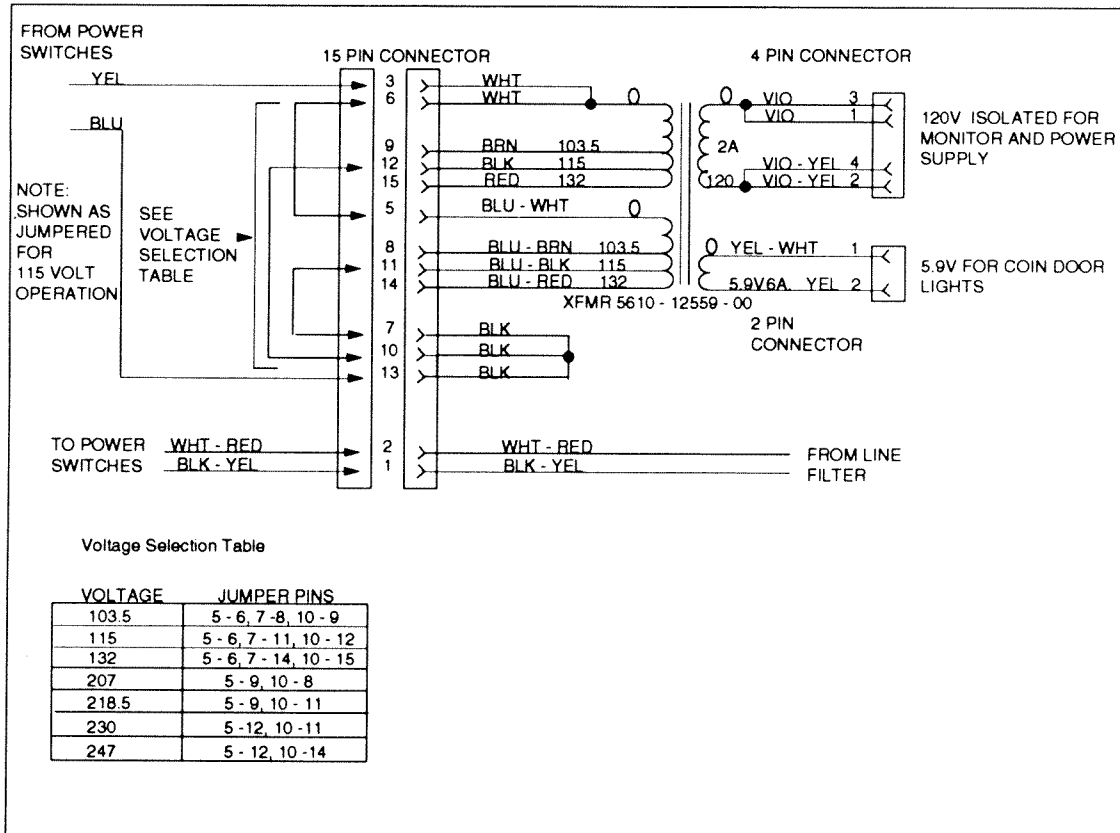 FROM POWER
SWITCHES
15 PIN CONNECTOR
4 PIN CONNECTOR
YEL
3
WHT
6
WHT
0
0
VIO
3
VIO
1
120V ISOLATED FOR
MONITOR AND POWER
SUPPLY
BLU
9
BRN
103.5
2A
12
BLK
115
VIO - YEL
4
15
RED
132
120
VIO - YEL
2
NOTE:
SHOWN AS
JUMPERED
FOR
115 VOLT
OPERATION
SEE
VOLTAGE
SELECTION
TABLE
5
BLU - WHT
0
8
BLU - BRN
103.5
0
YEL - WHT
1
11
BLU - BLK
115
5.9V FOR COIN DOOR
LIGHTS
14
BLU - RED
132
5.9V6A.
YEL
2
XFMR 5610 - 12559 - 00
2 PIN
CONNECTOR
7
BLK
10
BLK
13
BLK
TO POWER
SWITCHES
WHT - RED
2
WHT - RED
BLK - YEL
1
BLK - YEL
FROM LINE
FILTER
Voltage Selection Table
VOLTAGE JUMPER PINS
103.5 5 - 6, 7 -8, 10 - 9
115 5 - 6, 7 - 11, 10 - 12
132 5 - 6, 7 - 14, 10 - 15
207 5 - 9, 10 - 8
218.5 5 - 9, 10 - 11
230 5 -12, 10 -11
247 5 - 12, 10 -14